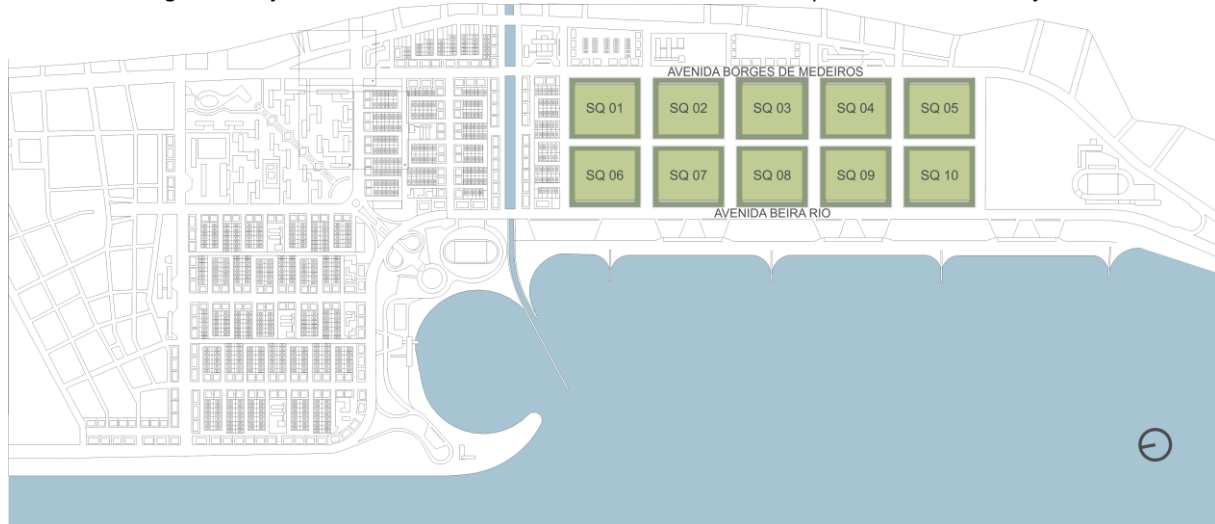 AVENIDA BORGES DE MEDEIROS
SQ 01 SQ 02 SQ 03 SQ 04 SQ 05
SQ 06 SQ 07 SQ 08 SQ 09 SQ 10
AVENIDA BEIRA RIO